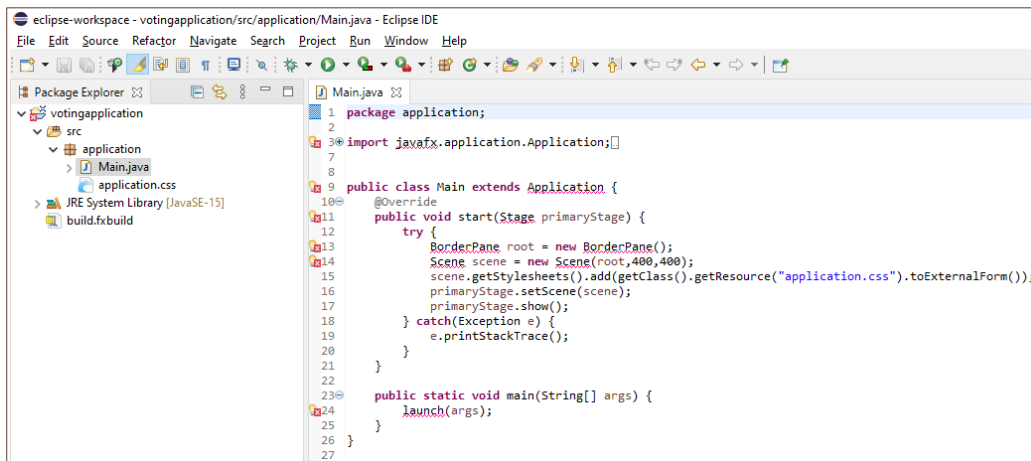 eclipse-workspace - votingapplication/src/application/Main.java - Eclipse IDE
File Edit Source Refactor Navigate Search Project Run Window Help
Package Explorer
votingapplication
src
application
Main.java
application.css
JRE System Library [JavaSE-15]
build.fxbuild
Main.java
1 package application;
2
3 import javafx.application.Application;
7
8
9 public class Main extends Application {
10 @Override
11 public void start(Stage primaryStage) {
12 try {
13 BorderPane root = new BorderPane();
14 Scene scene = new Scene(root,400,400);
15 scene.getStylesheets().add(getClass().getResource("application.css").toExternalForm());
16 primaryStage.setScene(scene);
17 primaryStage.show();
18 } catch(Exception e) {
19 e.printStackTrace();
20 }
21 }
22
23 public static void main(String[] args) {
24 launch(args);
25 }
26 }
27